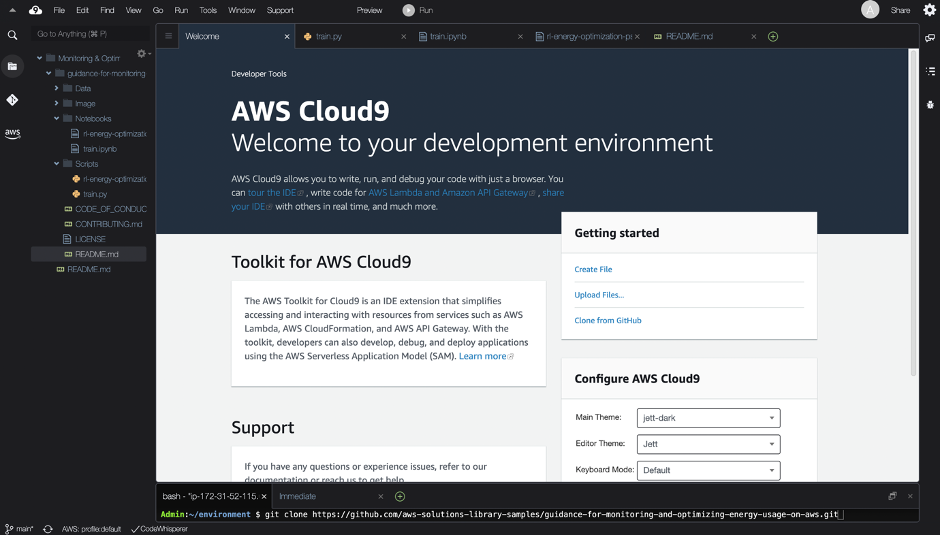 File Edit Find View Go Run Tools Window Support Preview Run Share
Go to Anything (⌘ P)
Welcome train.py train.ipynb rl-energy-optimization-p README.md
Monitoring & Optim
guidance-for-monitoring
Data
Image
Notebooks
rl-energy-optimizatio
train.ipynb
Scripts
rl-energy-optimizatio
train.py
CODE_OF_CONDUC
CONTRIBUTING.md
LICENSE
README.md
README.md
aws
Developer Tools
AWS Cloud9
Welcome to your development environment
AWS Cloud9 allows you to write, run, and debug your code with just a browser. You
can tour the IDE , write code for AWS Lambda and Amazon API Gateway , share
your IDE with others in real time, and much more.
Getting started
Create File
Upload Files...
Clone from GitHub
Toolkit for AWS Cloud9
The AWS Toolkit for Cloud9 is an IDE extension that simplifies
accessing and interacting with resources from services such as AWS
Lambda, AWS CloudFormation, and AWS API Gateway. With the
toolkit, developers can also develop, debug, and deploy applications
using the AWS Serverless Application Model (SAM). Learn more
Configure AWS Cloud9
Main Theme: jett-dark
Editor Theme: Jett
Keyboard Mode: Default
Support
If you have any questions or experience issues, refer to our
documentation or reach us to get help.
bash - "ip-172-31-52-115. Immediate
Admin:~/environment $ git clone https://github.com/aws-solutions-library-samples/guidance-for-monitoring-and-optimizing-energy-usage-on-aws.git
main* AWS: profile:default CodeWhisperer